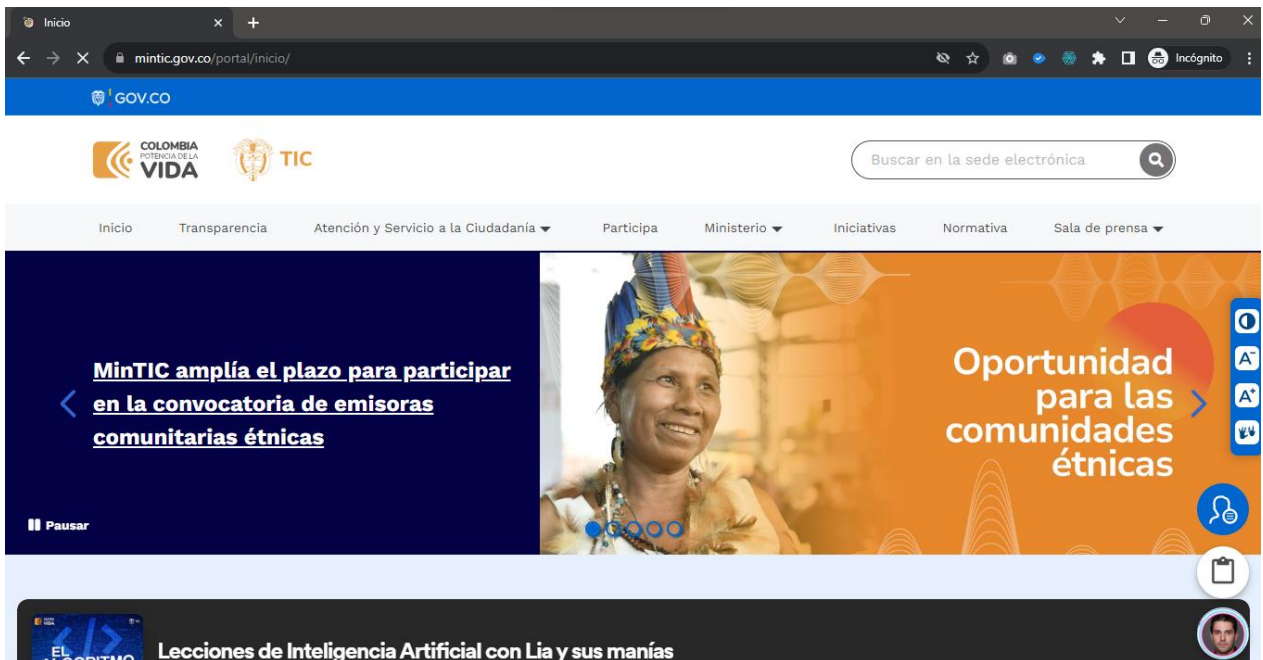 Inicio
mintic.gov.co/portal/inicio/
Incógnito
GOV.CO
COLOMBIA
POTENCIA DE LA
VIDA
TIC
Buscar en la sede electrónica
Inicio Transparencia Atención y Servicio a la Ciudadanía Participa Ministerio Iniciativas Normativa Sala de prensa
MinTIC amplía el plazo para participar
en la convocatoria de emisoras
comunitarias étnicas
Oportunidad
para las
comunidades
étnicas
A-
A+
Pausar
EL
ALGORITMO
Lecciones de Inteligencia Artificial con Lia y sus manías